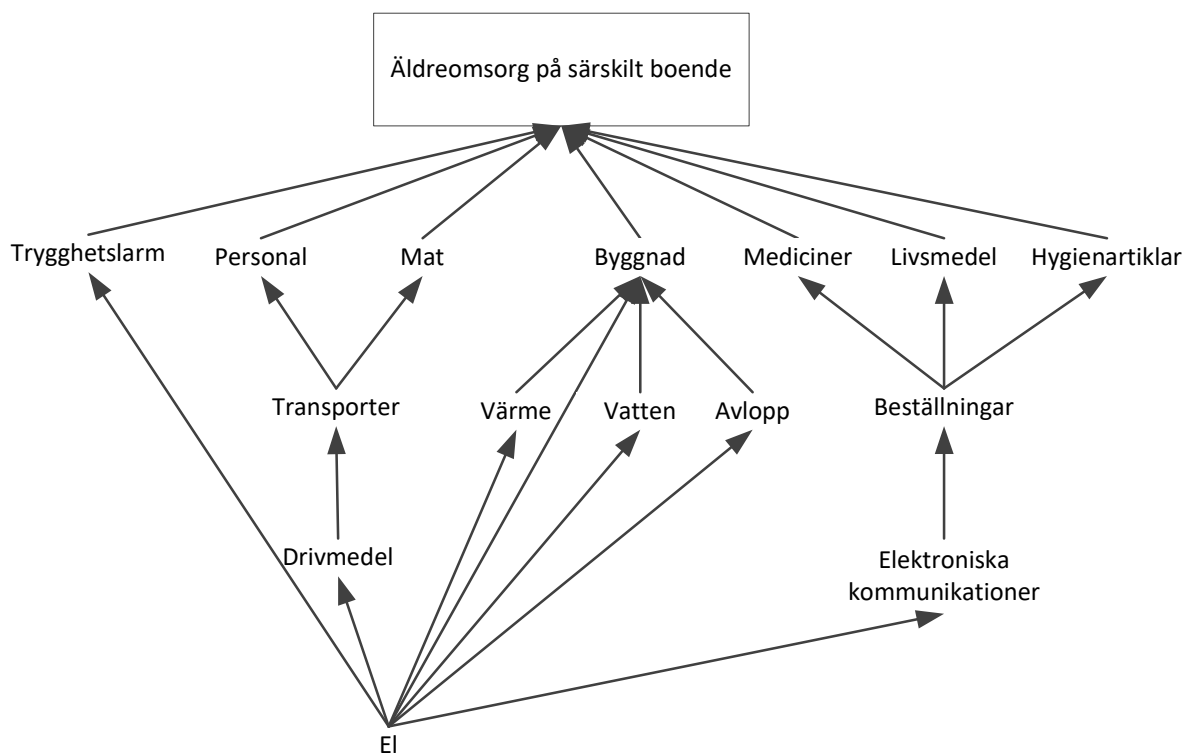 Äldreomsorg på särskilt boende
Trygghetslarm
Personal
Mat
Byggnad
Mediciner
Livsmedel
Hygienartiklar
Transporter
Värme
Vatten
Avlopp
Beställningar
Drivmedel
Elektroniska
kommunikationer
El